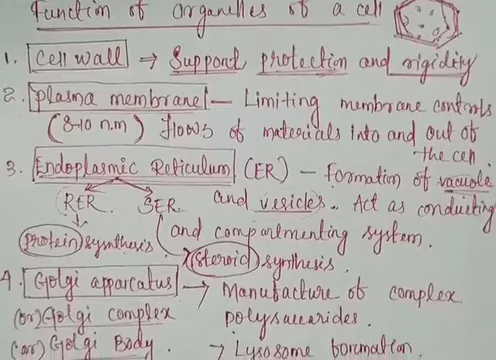 Function of organelles of a cell
1. Cell wall → Support protection and rigidity
2. Plasma membrane – Limiting membrane controls
(8-10 n.m) flows of materials into and out of
the cell
3. Endoplasmic Reticulum (ER) – Formation of vacuole
RER SER and vesicles. Act as conducting
and compartmenting system.
Protein synthesis
Steroid synthesis.
4. Golgi apparatus → Manufacture of complex
(or) Golgi complex polysaccarides.
(or) Golgi Body. → Lysosome formation.